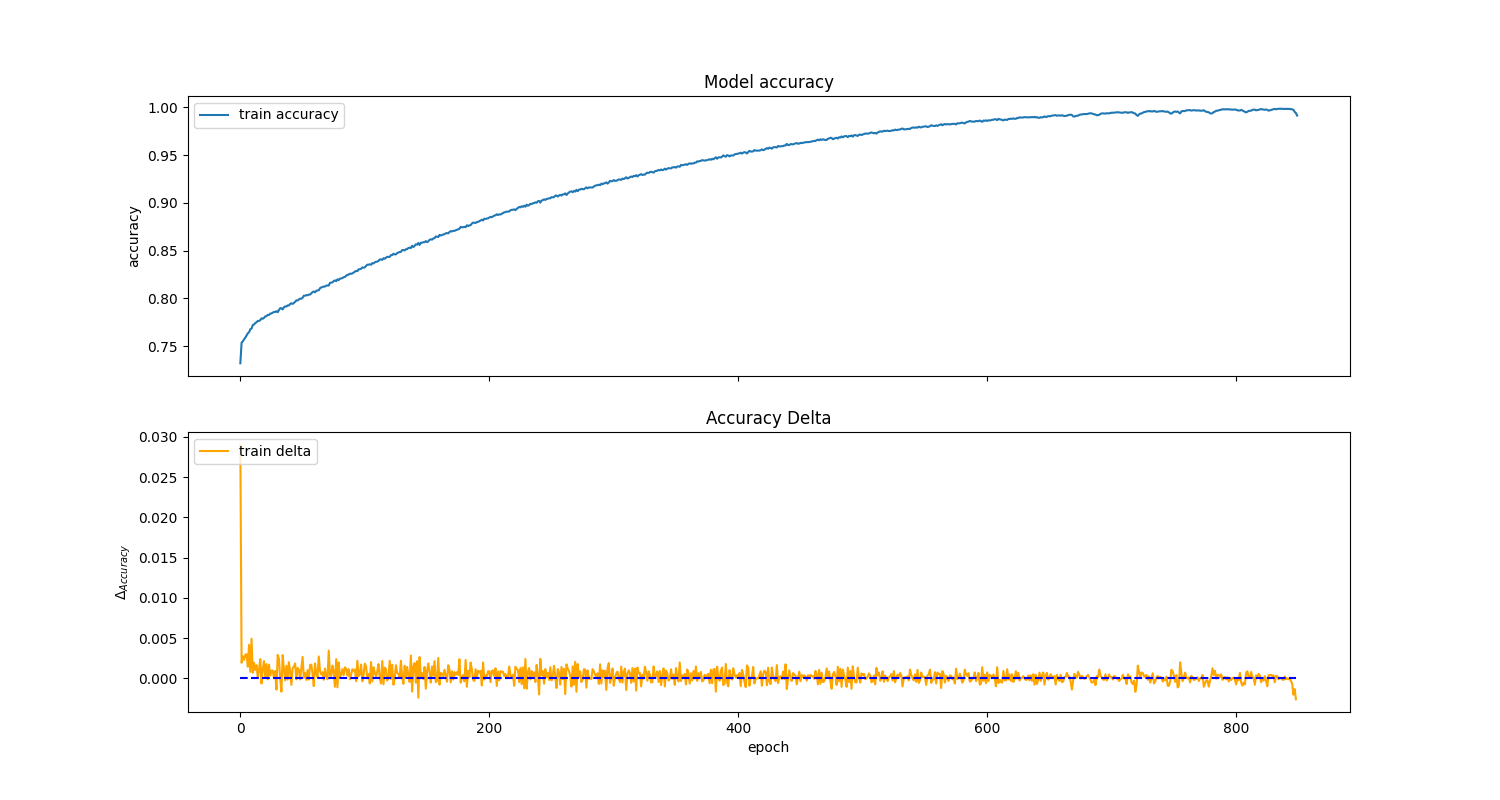 Model accuracy
train accuracy
1.00
0.95
0.90
0.85
0.80
0.75
accuracy
Accuracy Delta
train delta
0.030
0.025
0.020
0.015
0.010
0.005
0.000
Δ_Accuracy
0 200 400 600 800
epoch